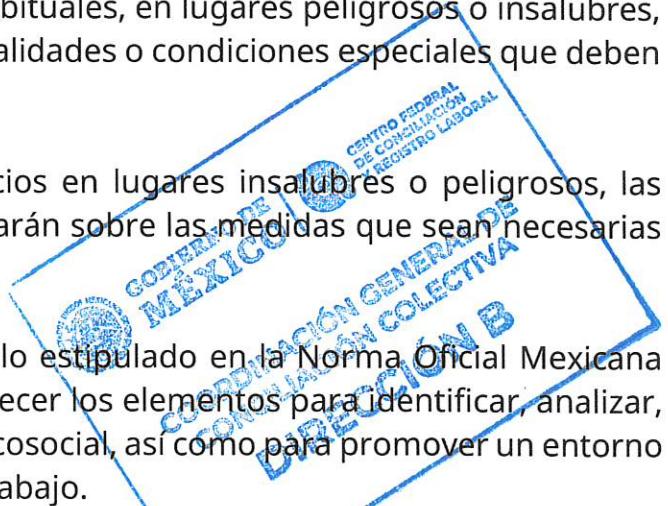 bituales, en lugares peligrosos o insalubres,
alidades o condiciones especiales que deben
cios en lugares insalubres o peligrosos, las
arán sobre las medidas que sean necesarias
lo estipulado en la Norma Oficial Mexicana
ecer los elementos para identificar, analizar,
cosocial, así como para promover un entorno
abajo.
GOBIERNO DE
MÉXICO
CENTRO FEDERAL
DE CONCILIACIÓN
Y REGISTRO LABORAL
COORDINACIÓN GENERAL DE
CONCILIACIÓN COLECTIVA
DIRECCIÓN B